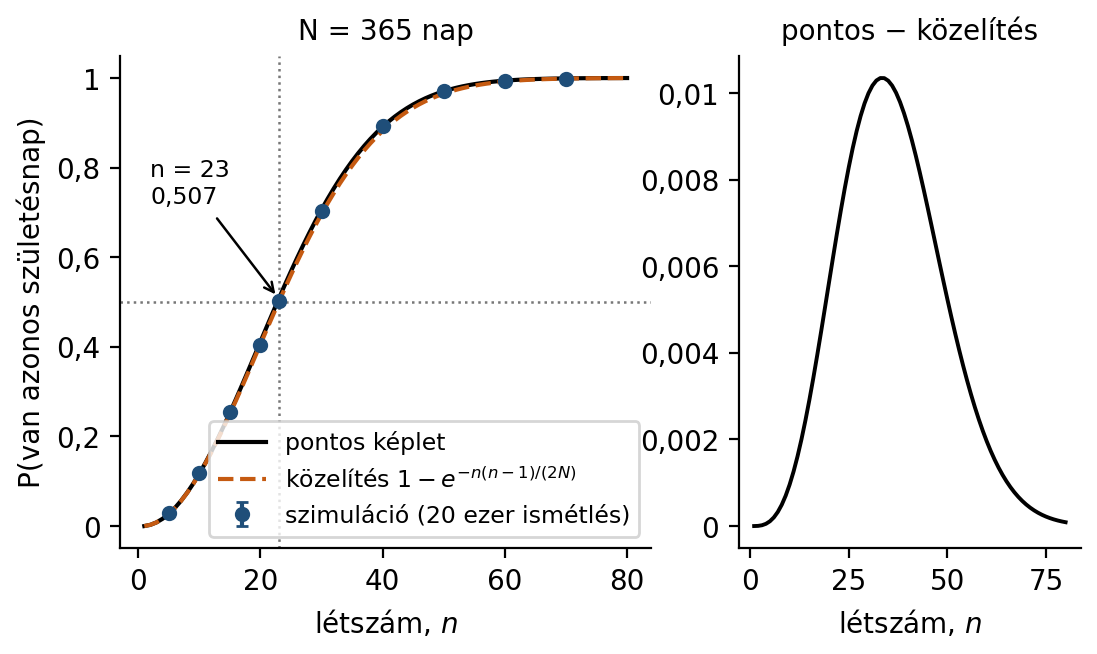 N = 365 nap
P(van azonos születésnap)
1
0,8
0,6
0,4
0,2
0
n = 23
0,507
pontos képlet
közelítés 1 − e^{−n(n−1)/(2N)}
szimuláció (20 ezer ismétlés)
0 20 40 60 80
létszám, n
pontos − közelítés
0,01
0,008
0,006
0,004
0,002
0
0 25 50 75
létszám, n